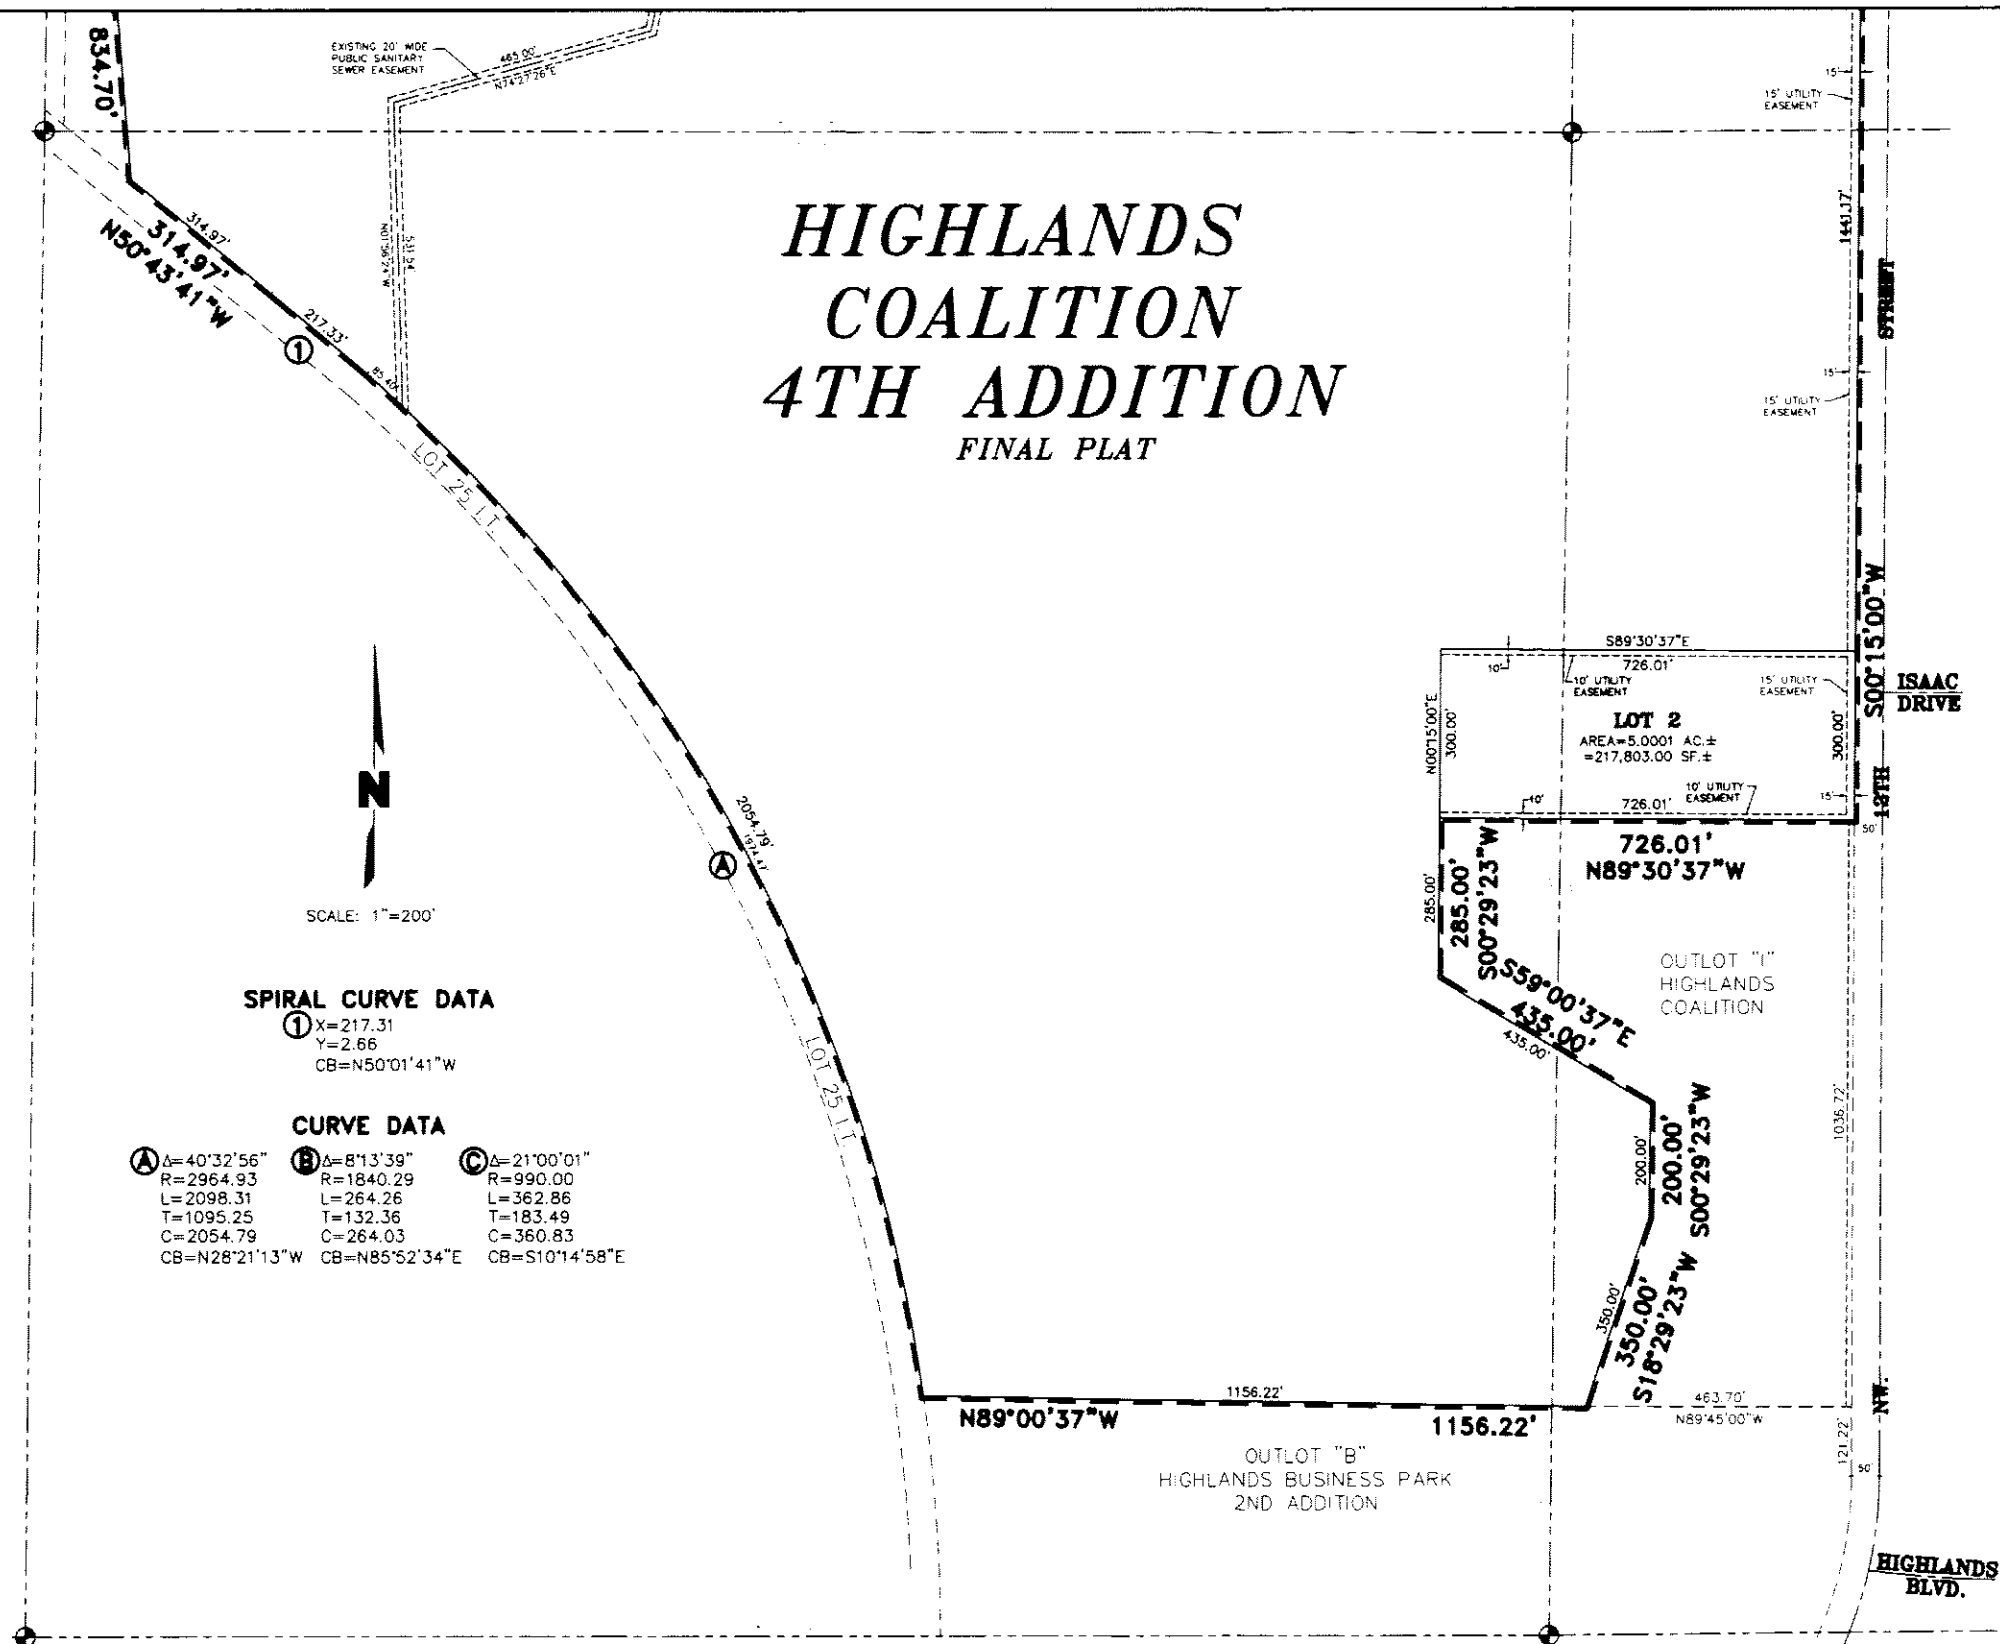 834.70'
EXISTING 20' WIDE
PUBLIC SANITARY
SEWER EASEMENT
465.00'
N74°27'26"E
15'
15' UTILITY
EASEMENT
314.97'
314.97'
N50°43'41"W
N01°56'24"W
HIGHLANDS
COALITION
4TH ADDITION
FINAL PLAT
1441.17'
STREET
217.33'
1
85.40'
15'
15' UTILITY
EASEMENT
LOT 25 I.T.
S00°15'00"W
S89°30'37"E
726.01'
10'
10' UTILITY
EASEMENT
15' UTILITY
EASEMENT
ISAAC
DRIVE
N00°15'00"E
300.00'
LOT 2
AREA=5.0001 AC.±
=217,803.00 SF.±
300.00'
10' UTILITY
EASEMENT
10'
726.01'
15'
12TH
50'
N
SCALE: 1"=200'
2054.79'
A
726.01'
N89°30'37"W
285.00'
285.00'
S00°29'23"W
S59°00'37"E
435.00'
435.00'
OUTLOT "I"
HIGHLANDS
COALITION
SPIRAL CURVE DATA
1 X=217.31
Y=2.66
CB=N50°01'41"W
LOT 25 I.T.
1036.72'
200.00'
200.00'
S00°29'23"W
CURVE DATA
A Δ=40°32'56" B Δ=8°13'39" C Δ=21°00'01"
R=2964.93 R=1840.29 R=990.00
L=2098.31 L=264.26 L=362.86
T=1095.25 T=132.36 T=183.49
C=2054.79 C=264.03 C=360.83
CB=N28°21'13"W CB=N85°52'34"E CB=S10°14'58"E
350.00'
350.00'
S18°29'23"W
1156.22'
N89°00'37"W
1156.22'
463.70'
N89°45'00"W
NW.
121.22'
50'
OUTLOT "B"
HIGHLANDS BUSINESS PARK
2ND ADDITION
HIGHLANDS
BLVD.